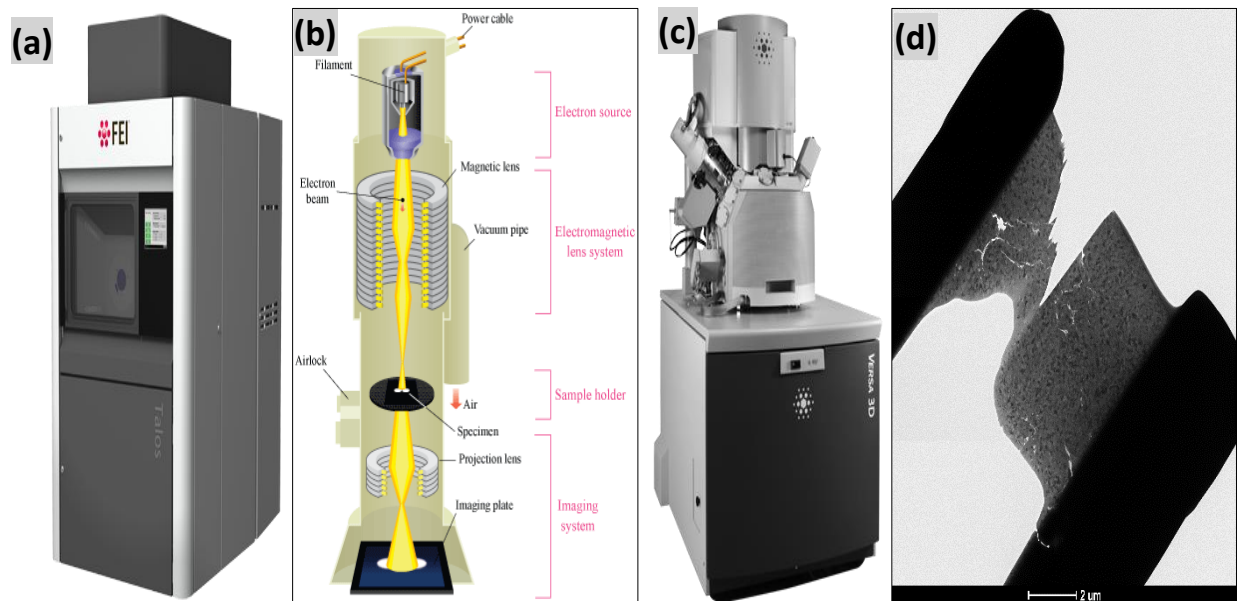 (a)
FEI
Talos
(b)
Power cable
Filament
Electron source
Magnetic lens
Electron
beam
Electromagnetic
lens system
Vacuum pipe
Airlock
Air
Sample holder
Specimen
Projection lens
Imaging plate
Imaging
system
(c)
VERSA 3D
(d)
2 um